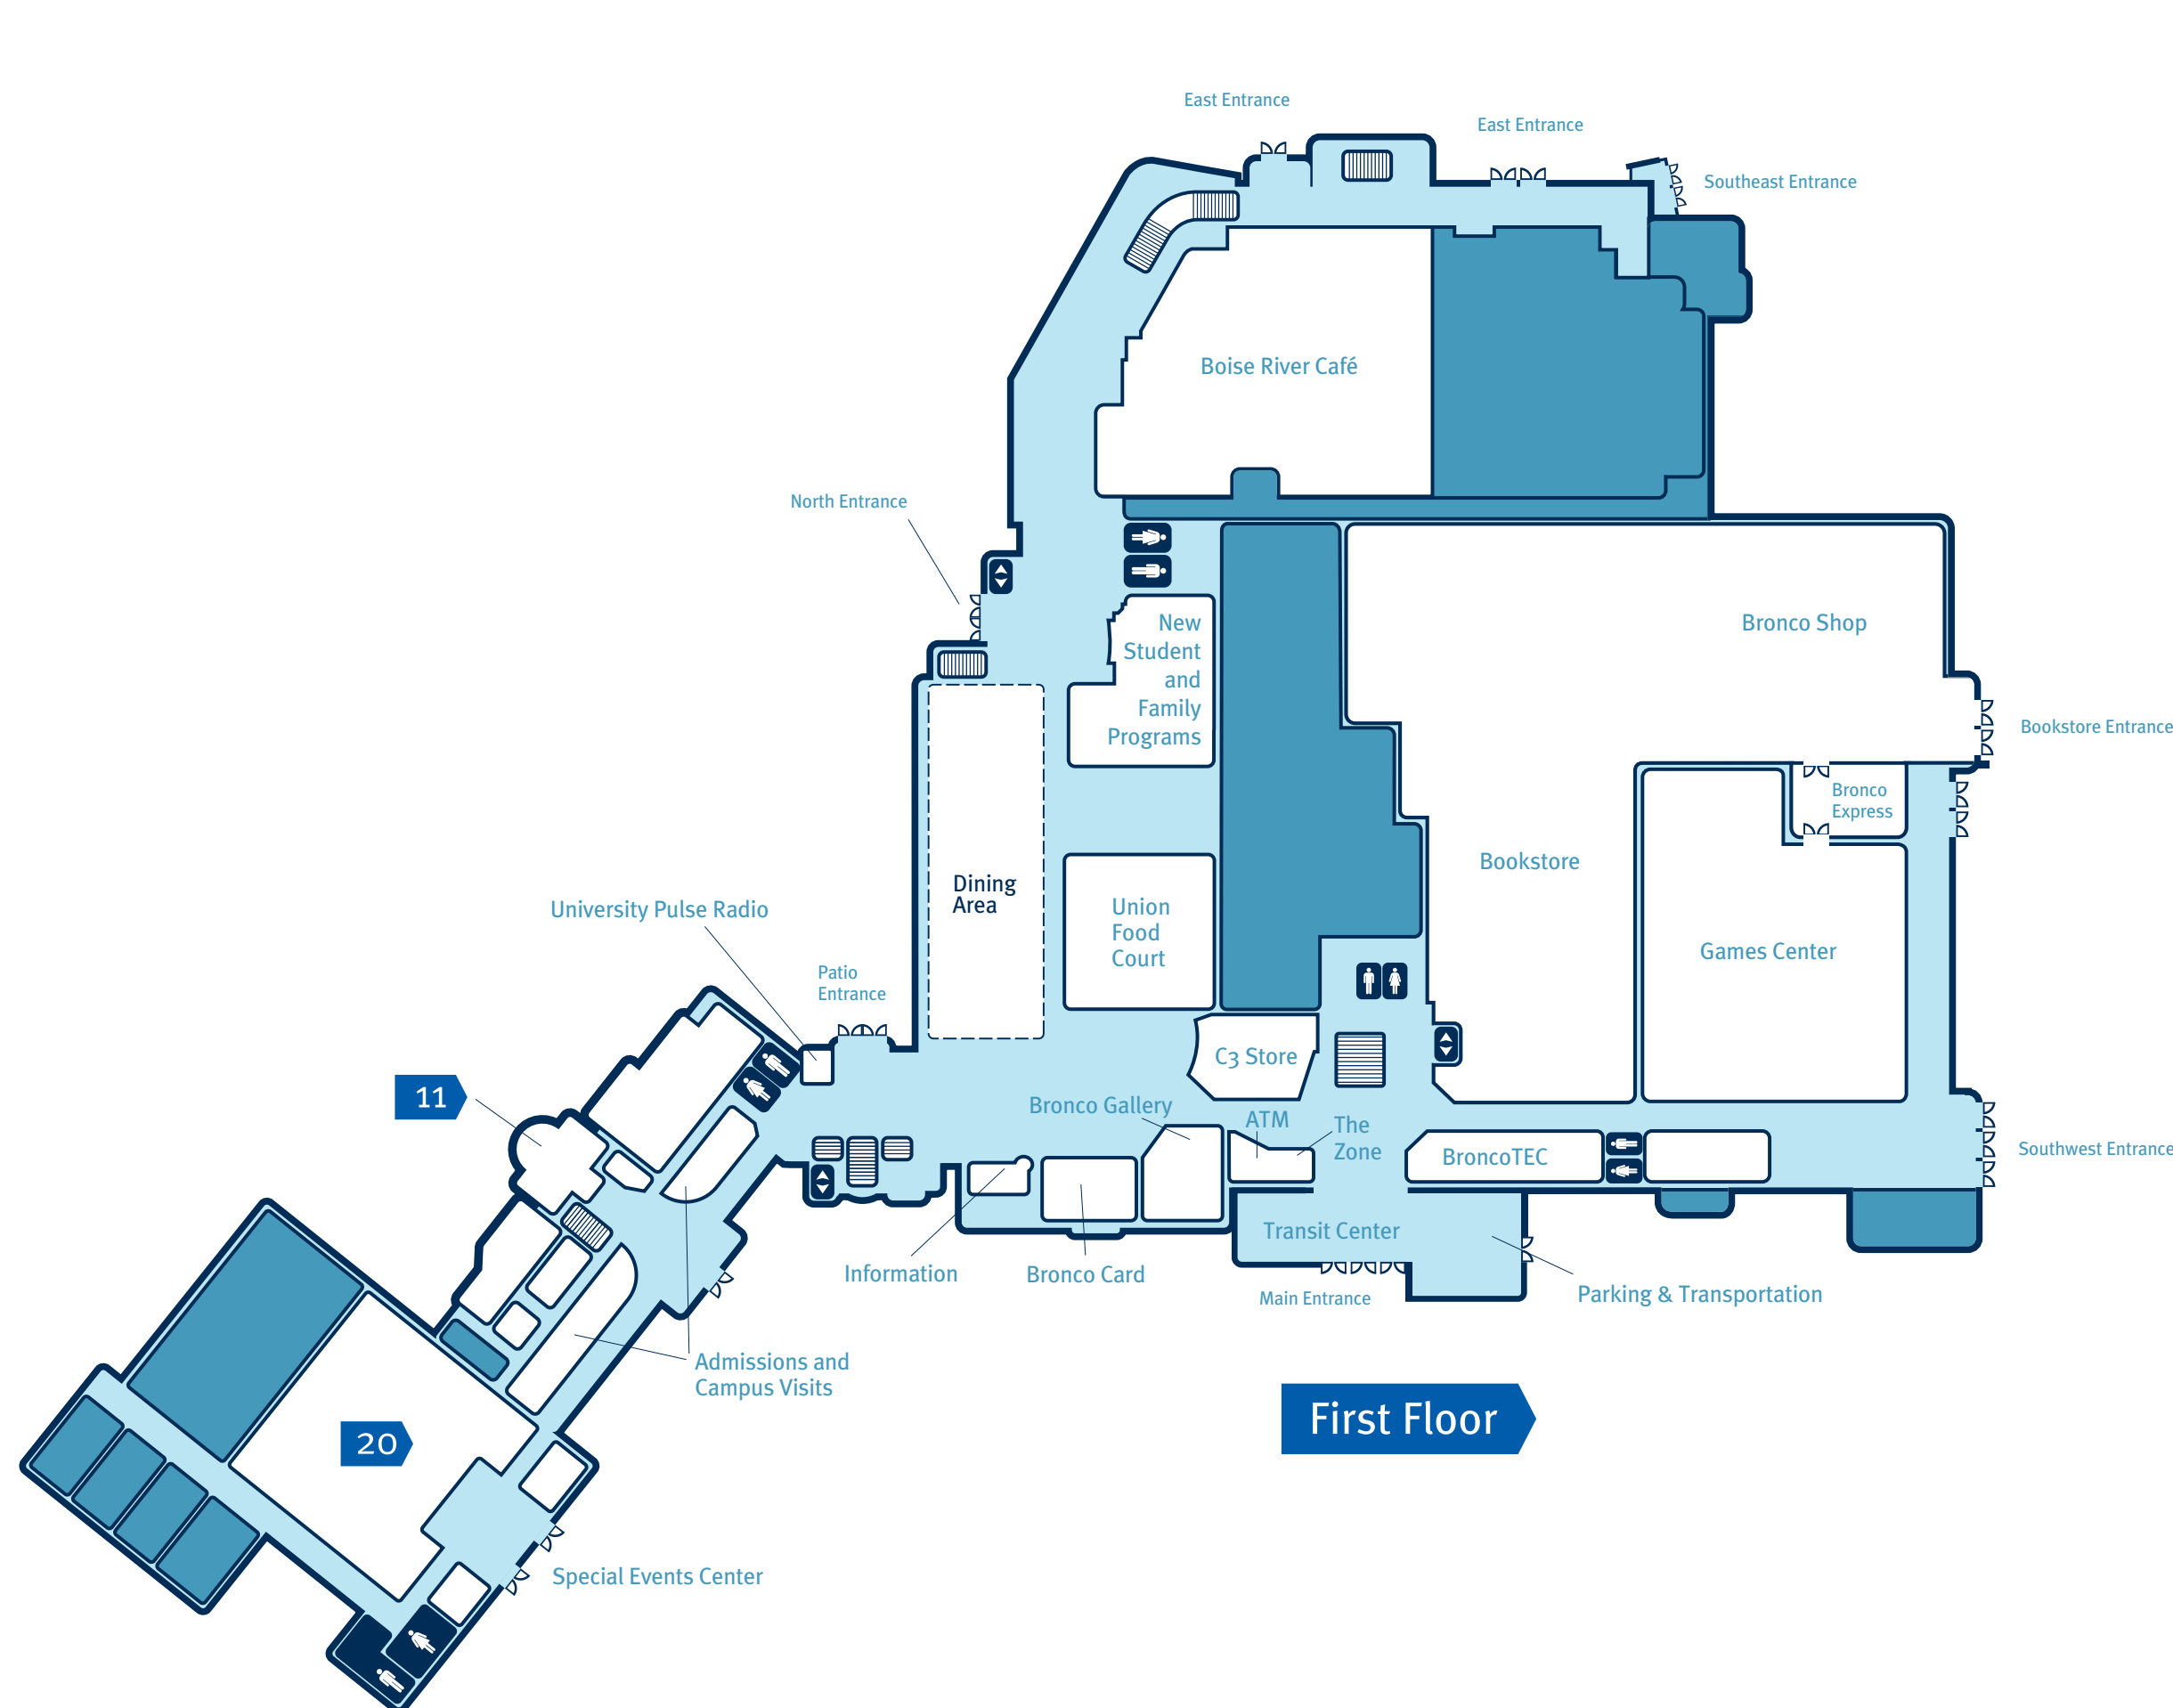 East Entrance
East Entrance
Southeast Entrance
Boise River Café
North Entrance
New
Student
and
Family
Programs
Bronco Shop
Bookstore Entrance
Bronco
Express
Bookstore
Dining
Area
University Pulse Radio
Union
Food
Court
Games Center
Patio
Entrance
C3 Store
11
Bronco Gallery
ATM
The
Zone
BroncoTEC
Southwest Entrance
Transit Center
Information
Bronco Card
Main Entrance
Parking & Transportation
Admissions and
Campus Visits
First Floor
20
Special Events Center